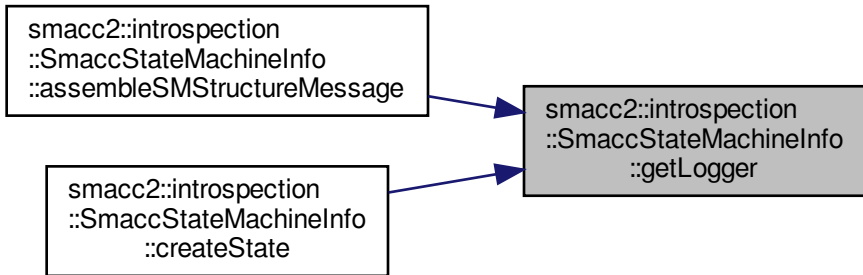 smacc2::introspection
::SmaccStateMachineInfo
::assembleSMStructureMessage
smacc2::introspection
::SmaccStateMachineInfo
::getLogger
smacc2::introspection
::SmaccStateMachineInfo
::createState